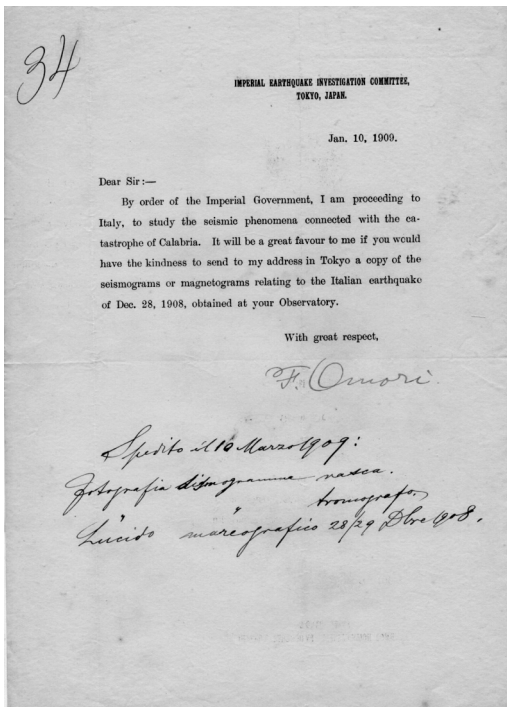 34
IMPERIAL EARTHQUAKE INVESTIGATION COMMITTEE,
TOKYO, JAPAN.
Jan. 10, 1909.
Dear Sir:—
By order of the Imperial Government, I am proceeding to
Italy, to study the seismic phenomena connected with the ca-
tastrophe of Calabria. It will be a great favour to me if you would
have the kindness to send to my address in Tokyo a copy of the
seismograms or magnetograms relating to the Italian earthquake
of Dec. 28, 1908, obtained at your Observatory.
With great respect,
F. Omori.
Spedito il 10 Marzo 1909:
Fotografia sismogramma vasca.
" " tromografo.
Lucido mareografico 28/29 Dbre 1908.